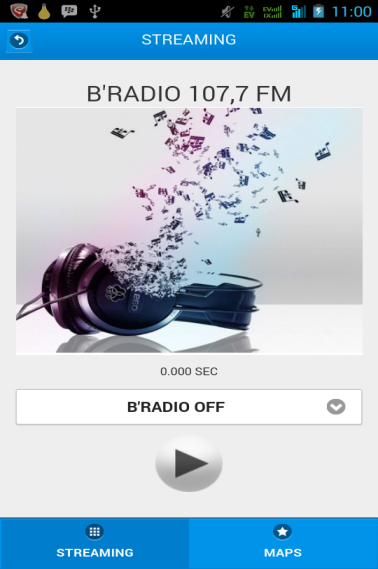 11:00
STREAMING
B'RADIO 107,7 FM
0.000 SEC
B'RADIO OFF
STREAMING
MAPS